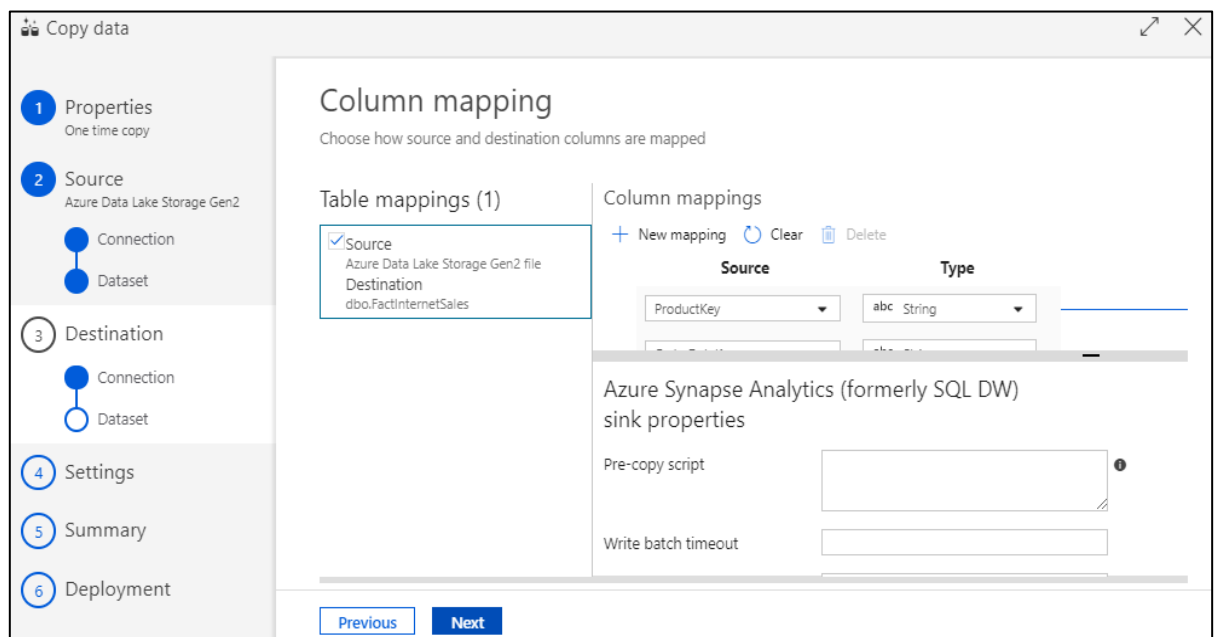 Copy data
1 Properties
One time copy
2 Source
Azure Data Lake Storage Gen2
Connection
Dataset
3 Destination
Connection
Dataset
4 Settings
5 Summary
6 Deployment
Column mapping
Choose how source and destination columns are mapped
Table mappings (1)
Source
Azure Data Lake Storage Gen2 file
Destination
dbo.FactInternetSales
Column mappings
New mapping Clear Delete
Source Type
ProductKey abc String
Azure Synapse Analytics (formerly SQL DW)
sink properties
Pre-copy script
Write batch timeout
Previous Next